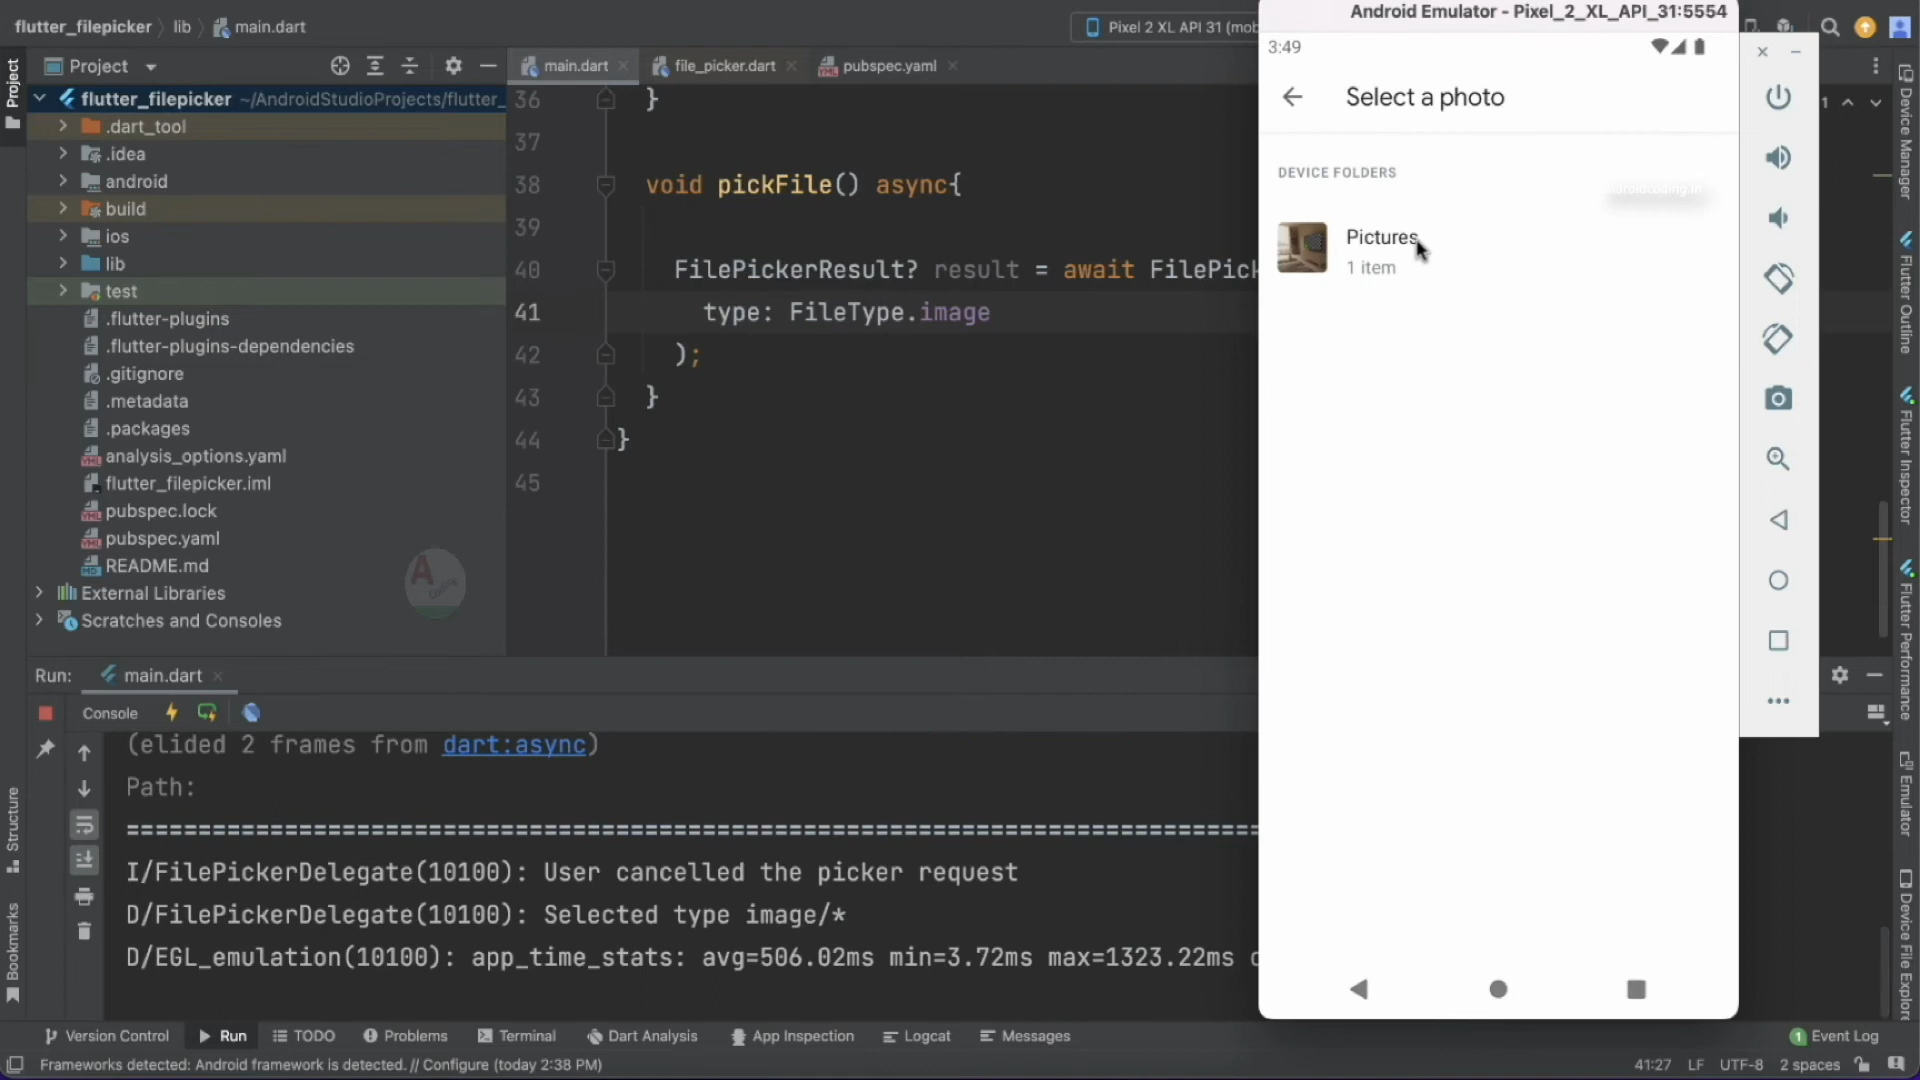 flutter_filepicker lib main.dart
Pixel 2 XL API 31 (mob
Project
Project
main.dart
file_picker.dart
pubspec.yaml
flutter_filepicker ~/AndroidStudioProjects/flutter_
.dart_tool
.idea
android
build
ios
lib
test
.flutter-plugins
.flutter-plugins-dependencies
.gitignore
.metadata
.packages
analysis_options.yaml
flutter_filepicker.iml
pubspec.lock
pubspec.yaml
README.md
External Libraries
Scratches and Consoles
A
Coding
36 }
37
38 void pickFile() async{
39
40 FilePickerResult? result = await FilePick
41 type: FileType.image
42 );
43 }
44 }
45
1
Android Emulator - Pixel_2_XL_API_31:5554
3:49
Select a photo
DEVICE FOLDERS
androidcoding.in
Pictures
1 item
Device Manager
Flutter Outline
Flutter Inspector
Flutter Performance
Emulator
Device File Explore
Structure
Bookmarks
Run: main.dart
Console
(elided 2 frames from dart:async)
Path:
I/FilePickerDelegate(10100): User cancelled the picker request
D/FilePickerDelegate(10100): Selected type image/*
D/EGL_emulation(10100): app_time_stats: avg=506.02ms min=3.72ms max=1323.22ms c
Version Control Run TODO Problems Terminal Dart Analysis App Inspection Logcat Messages 1 Event Log
Frameworks detected: Android framework is detected. // Configure (today 2:38 PM) 41:27 LF UTF-8 2 spaces